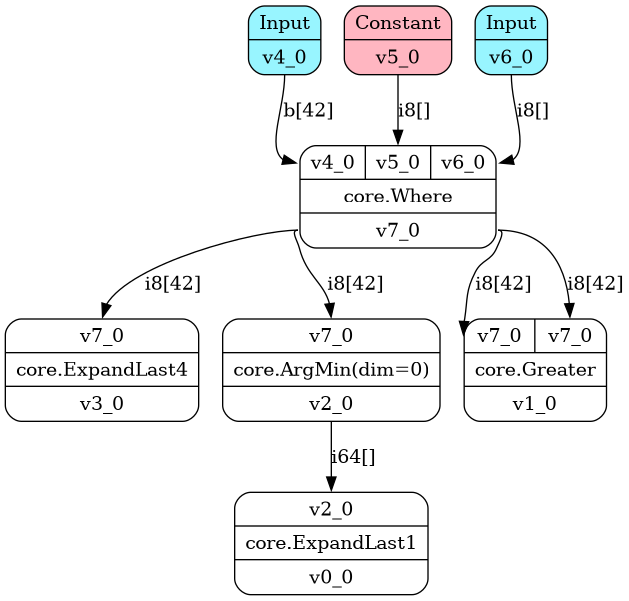 Input
Constant
Input
v4_0
v5_0
v6_0
b[42]
i8[]
i8[]
v4_0
v5_0
v6_0
core.Where
v7_0
i8[42]
i8[42]
i8[42]
i8[42]
v7_0
v7_0
v7_0
v7_0
core.ExpandLast4
core.ArgMin(dim=0)
core.Greater
v3_0
v2_0
v1_0
i64[]
v2_0
core.ExpandLast1
v0_0